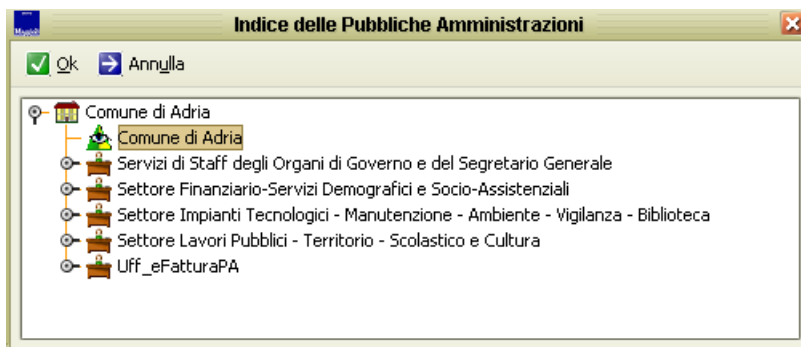 Indice delle Pubbliche Amministrazioni
Ok Annulla
Comune di Adria
Comune di Adria
Servizi di Staff degli Organi di Governo e del Segretario Generale
Settore Finanziario-Servizi Demografici e Socio-Assistenziali
Settore Impianti Tecnologici - Manutenzione - Ambiente - Vigilanza - Biblioteca
Settore Lavori Pubblici - Territorio - Scolastico e Cultura
Uff_eFatturaPA